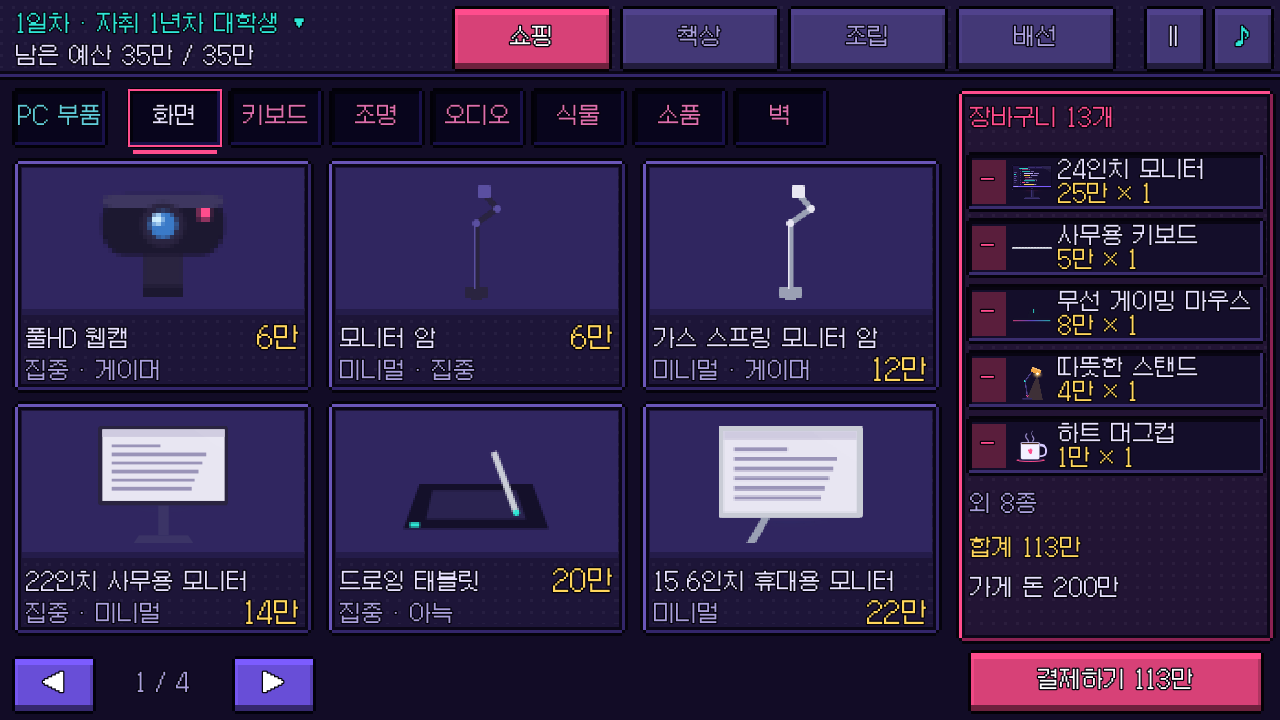 1일차 · 자취 1년차 대학생 ▼
남은 예산 35만 / 35만
쇼핑
책상
조립
배선
PC 부품
화면
키보드
조명
오디오
식물
소품
벽
풀HD 웹캠 6만
집중 · 게이머
모니터 암 6만
미니멀 · 집중
가스 스프링 모니터 암
미니멀 · 게이머 12만
22인치 사무용 모니터
집중 · 미니멀 14만
드로잉 태블릿 20만
집중 · 아늑
15.6인치 휴대용 모니터
미니멀 22만
1 / 4
장바구니 13개
24인치 모니터
25만 × 1
사무용 키보드
5만 × 1
무선 게이밍 마우스
8만 × 1
따뜻한 스탠드
4만 × 1
하트 머그컵
1만 × 1
외 8종
합계 113만
가게 돈 200만
결제하기 113만